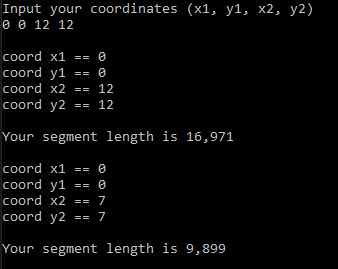 Input your coordinates (x1, y1, x2, y2)
0 0 12 12
coord x1 == 0
coord y1 == 0
coord x2 == 12
coord y2 == 12
Your segment length is 16,971
coord x1 == 0
coord y1 == 0
coord x2 == 7
coord y2 == 7
Your segment length is 9,899